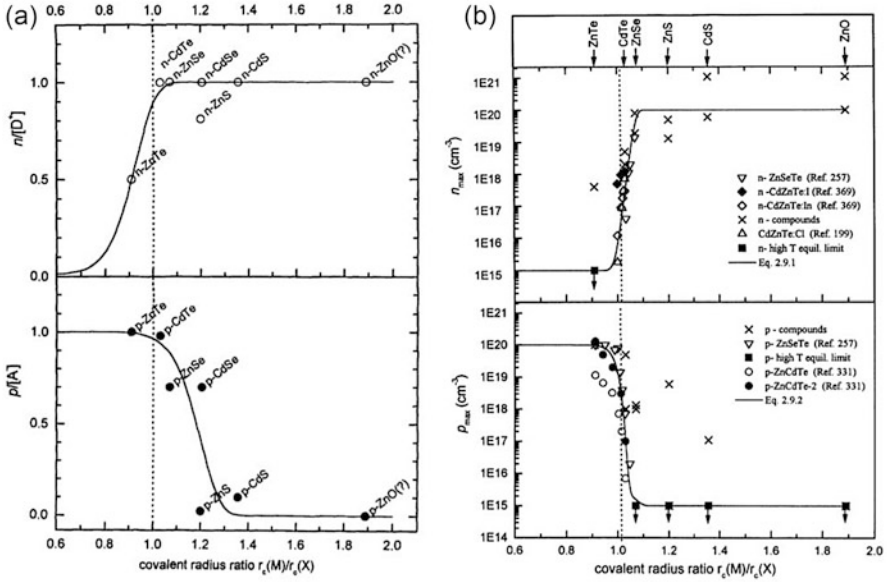 (a)
0.6 0.8 1.0 1.2 1.4 1.6 1.8 2.0
n/[D⁺]
1.0
0.5
0.0
n-CdTe
n-ZnSe
n-CdSe
n-CdS
n-ZnO(?)
n-ZnS
n-ZnTe
p/[A⁻]
1.0
0.5
0.0
p-ZnTe
p-CdTe
p-ZnSe
p-CdSe
p-ZnS
p-CdS
p-ZnO(?)
0.6 0.8 1.0 1.2 1.4 1.6 1.8 2.0
covalent radius ratio r_c(M)/r_c(X)
(b)
ZnTe
CdTe
ZnSe
ZnS
CdS
ZnO
n_max (cm⁻³)
1E21
1E20
1E19
1E18
1E17
1E16
1E15
n- ZnSeTe (Ref. 257)
n -CdZnTe:I (Ref. 369)
n-CdZnTe:In (Ref. 369)
n - compounds
CdZnTe:Cl (Ref. 199)
n- high T equil. limit
Eq. 2.9.1
p_max (cm⁻³)
1E20
1E19
1E18
1E17
1E16
1E15
1E14
p - compounds
p- ZnSeTe (Ref. 257)
p- high T equil. limit
p-ZnCdTe (Ref. 331)
p-ZnCdTe-2 (Ref. 331)
Eq. 2.9.2
0.6 0.8 1.0 1.2 1.4 1.6 1.8 2.0
covalent radius ratio r_c(M)/r_c(X)